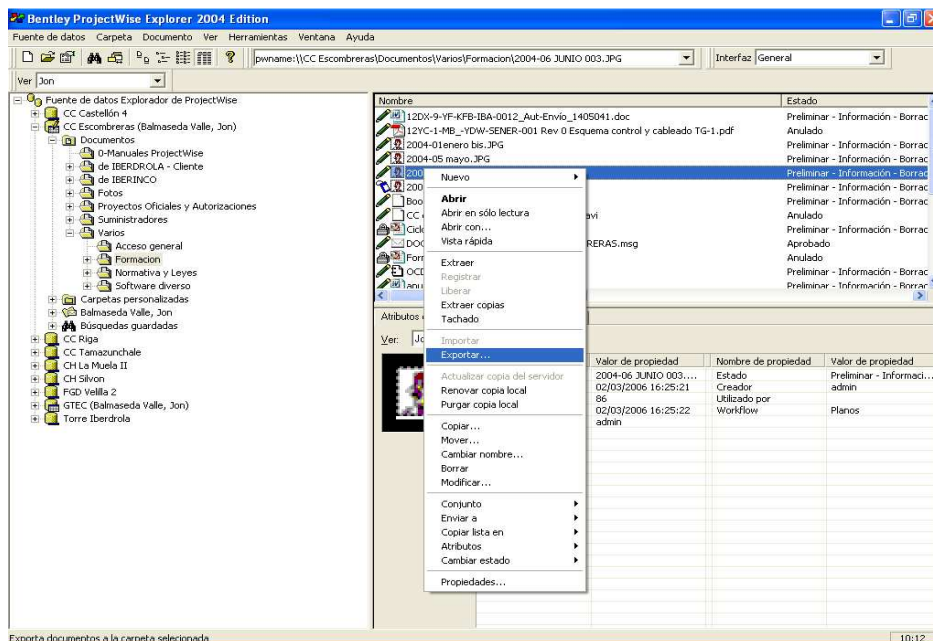 Bentley ProjectWise Explorer 2004 Edition
Fuente de datos Carpeta Documento Ver Herramientas Ventana Ayuda
pwname:\\CC Escombreras\Documentos\Varios\Formacion\2004-06 JUNIO 003.JPG Interfaz General
Ver Jon
Fuente de datos Explorador de ProjectWise
CC Castellón 4
CC Escombreras (Balmaseda Valle, Jon)
Documentos
0-Manuales ProjectWise
de IBERDROLA - Cliente
de IBERINCO
Fotos
Proyectos Oficiales y Autorizaciones
Suministradores
Varios
Acceso general
Formacion
Normativa y Leyes
Software diverso
Carpetas personalizadas
Balmaseda Valle, Jon
Búsquedas guardadas
CC Riga
CC Tamazunchale
CH La Muela II
CH Silvon
FGD Velilla 2
GTEC (Balmaseda Valle, Jon)
Torre Iberdrola
Nombre Estado
12DX-9-YF-KFB-IBA-0012_Aut-Envío_1405041.doc Preliminar - Información - Borrac
12YC-1-MB_-YDW-SENER-001 Rev 0 Esquema control y cableado TG-1.pdf Anulado
2004-01enero bis.JPG Preliminar - Información - Borrac
2004-05 mayo.JPG Preliminar - Información - Borrac
200 Preliminar - Información - Borrac
200 Preliminar - Información - Borrac
Boo Preliminar - Información - Borrac
CC avi Anulado
Cick Preliminar - Información - Borrac
DOC RERAS.msg Aprobado
For Anulado
OCD Preliminar - Información - Borrac
anu Preliminar - Información - Borrac
Nuevo
Abrir
Abrir en sólo lectura
Abrir con...
Vista rápida
Extraer
Registrar
Liberar
Extraer copias
Tachado
Importar
Exportar...
Actualizar copia del servidor
Renovar copia local
Purgar copia local
Copiar...
Mover...
Cambiar nombre...
Borrar
Modificar...
Conjunto
Enviar a
Copiar lista en
Atributos
Cambiar estado
Propiedades...
Atributos
Ver: Jo
Valor de propiedad Nombre de propiedad Valor de propiedad
2004-06 JUNIO 003.... Estado Preliminar - Informaci...
02/03/2006 16:25:21 Creador admin
86 Utilizado por
02/03/2006 16:25:22 Workflow Planos
admin
Exporta documentos a la carpeta seleccionada 10:12